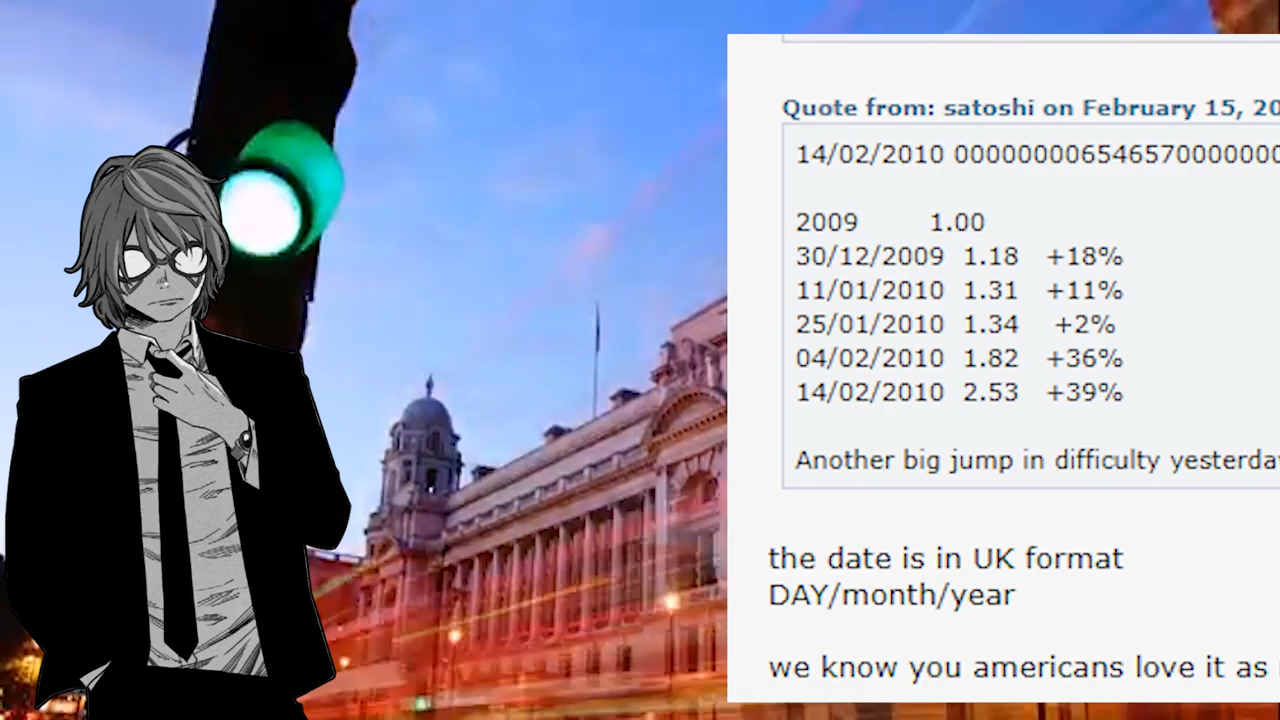 Quote from: satoshi on February 15, 20
14/02/2010 0000000065465700000000
2009 1.00
30/12/2009 1.18 +18%
11/01/2010 1.31 +11%
25/01/2010 1.34 +2%
04/02/2010 1.82 +36%
14/02/2010 2.53 +39%
Another big jump in difficulty yesterday
the date is in UK format
DAY/month/year
we know you americans love it as